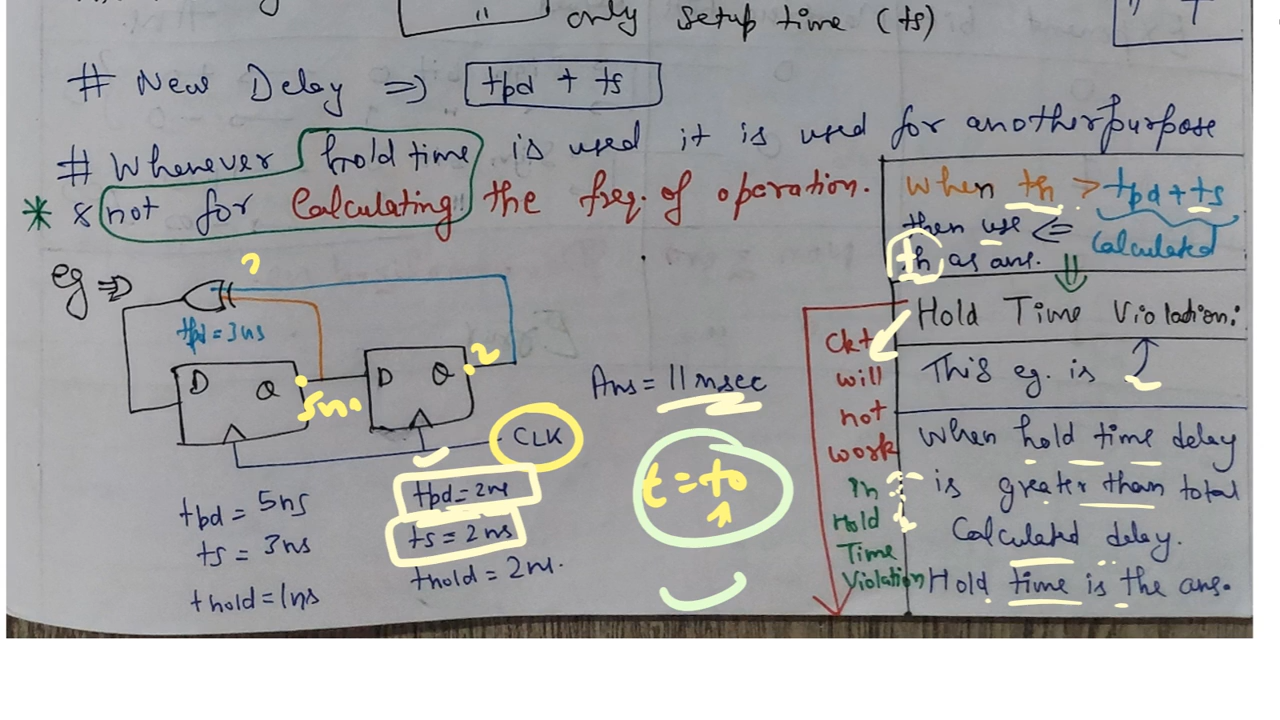 " only setup time (ts)
# New Delay => tpd + ts
# Whenever hold time is used it is used for another purpose
* & not for Calculating the freq. of operation.
When th > tpd + ts
then use <= Calculated
th as ans.
Hold Time Violation:
This eg. is
When hold time delay
is greater than total
Calculated delay.
Hold time is the ans.
Ckt
will
not
work
in
Hold
Time
Violation
eg =>
2
tpd = 3ns
D Q
5ns
D Q
2
CLK
Ans = 11 nsec
t = to
tpd = 5ns
ts = 3ns
thold = 1ns
tpd = 2ns
ts = 2ns
thold = 2ns.